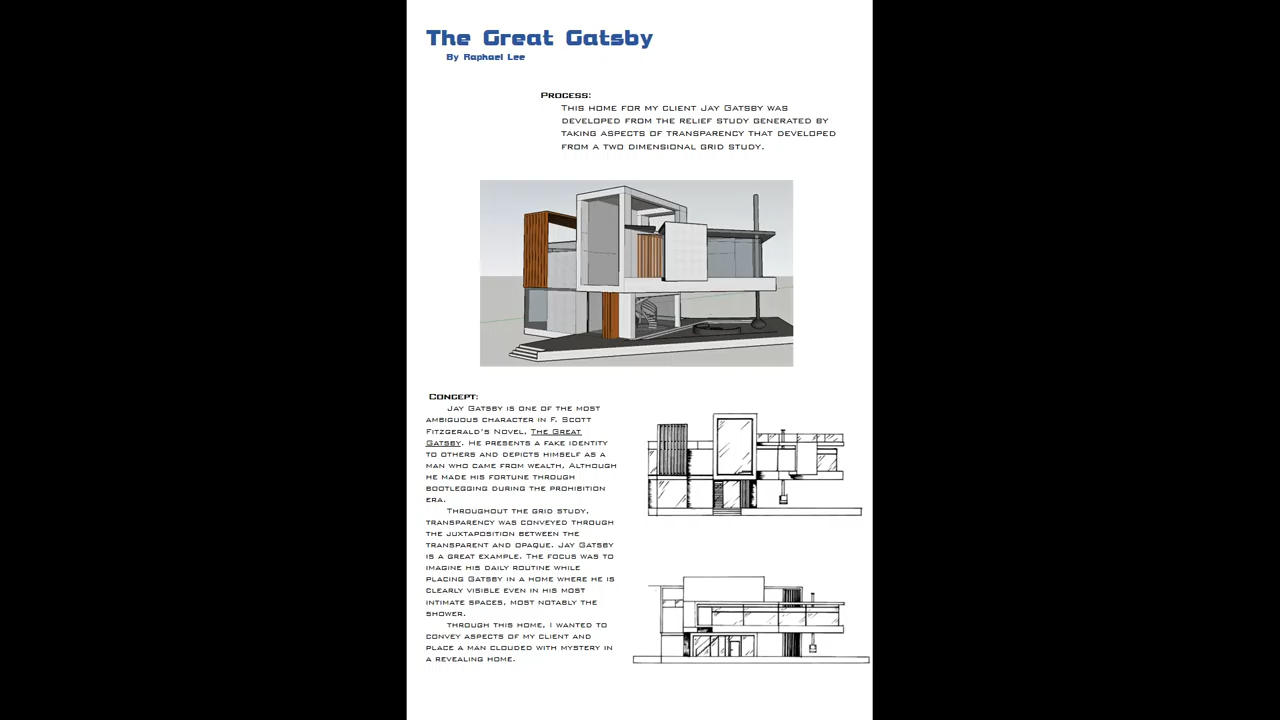 The Great Gatsby
By Raphael Lee
Process:
This home for my client Jay Gatsby was
developed from the relief study generated by
taking aspects of transparency that developed
from a two dimensional grid study.
Concept:
Jay Gatsby is one of the most
ambiguous character in F. Scott
Fitzgerald's Novel, The Great
Gatsby. He presents a fake identity
to others and depicts himself as a
man who came from wealth, Although
he made his fortune through
bootlegging during the prohibition
era.
Throughout the grid study,
transparency was conveyed through
the juxtaposition between the
transparent and opaque. Jay Gatsby
is a great example. The focus was to
imagine his daily routine while
placing Gatsby in a home where he is
clearly visible even in his most
intimate spaces, most notably the
shower.
Through this home, I wanted to
convey aspects of my client and
place a man clouded with mystery in
a revealing home.